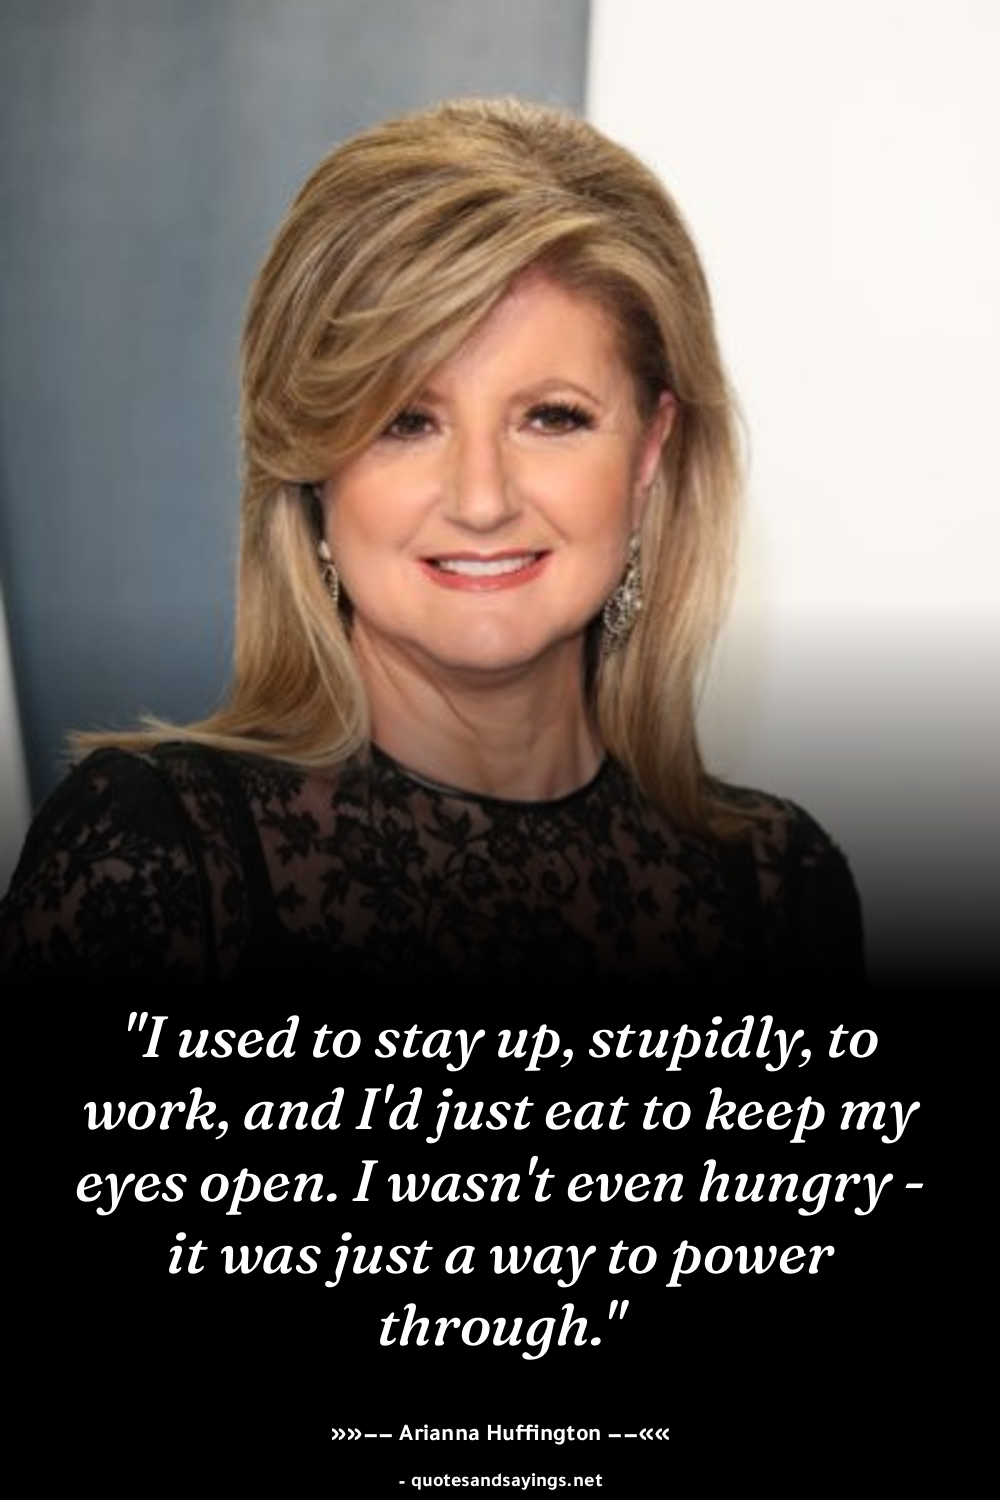 "I used to stay up, stupidly, to
work, and I'd just eat to keep my
eyes open. I wasn't even hungry -
it was just a way to power
through."
»»−− Arianna Huffington −−««
- quotesandsayings.net